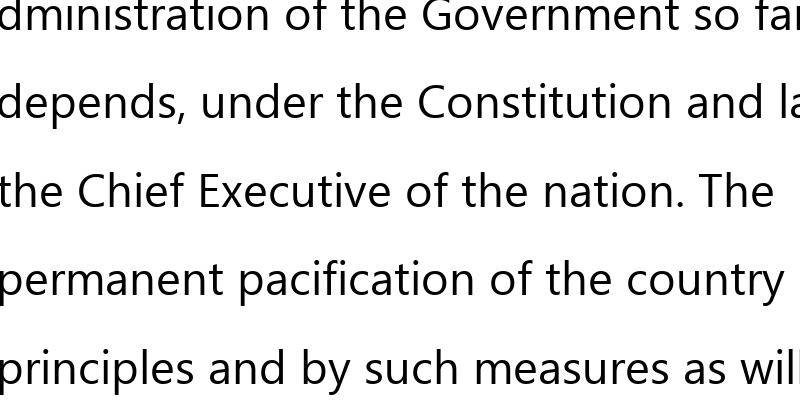 dministration of the Government so far
depends, under the Constitution and la
the Chief Executive of the nation. The
permanent pacification of the country
principles and by such measures as will